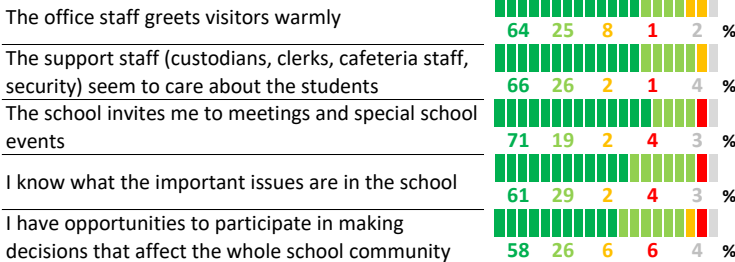 The office staff greets visitors warmly
64 25 8 1 2 %
The support staff (custodians, clerks, cafeteria staff,
security) seem to care about the students
66 26 2 1 4 %
The school invites me to meetings and special school
events
71 19 2 4 3 %
I know what the important issues are in the school
61 29 2 4 3 %
I have opportunities to participate in making
decisions that affect the whole school community
58 26 6 6 4 %